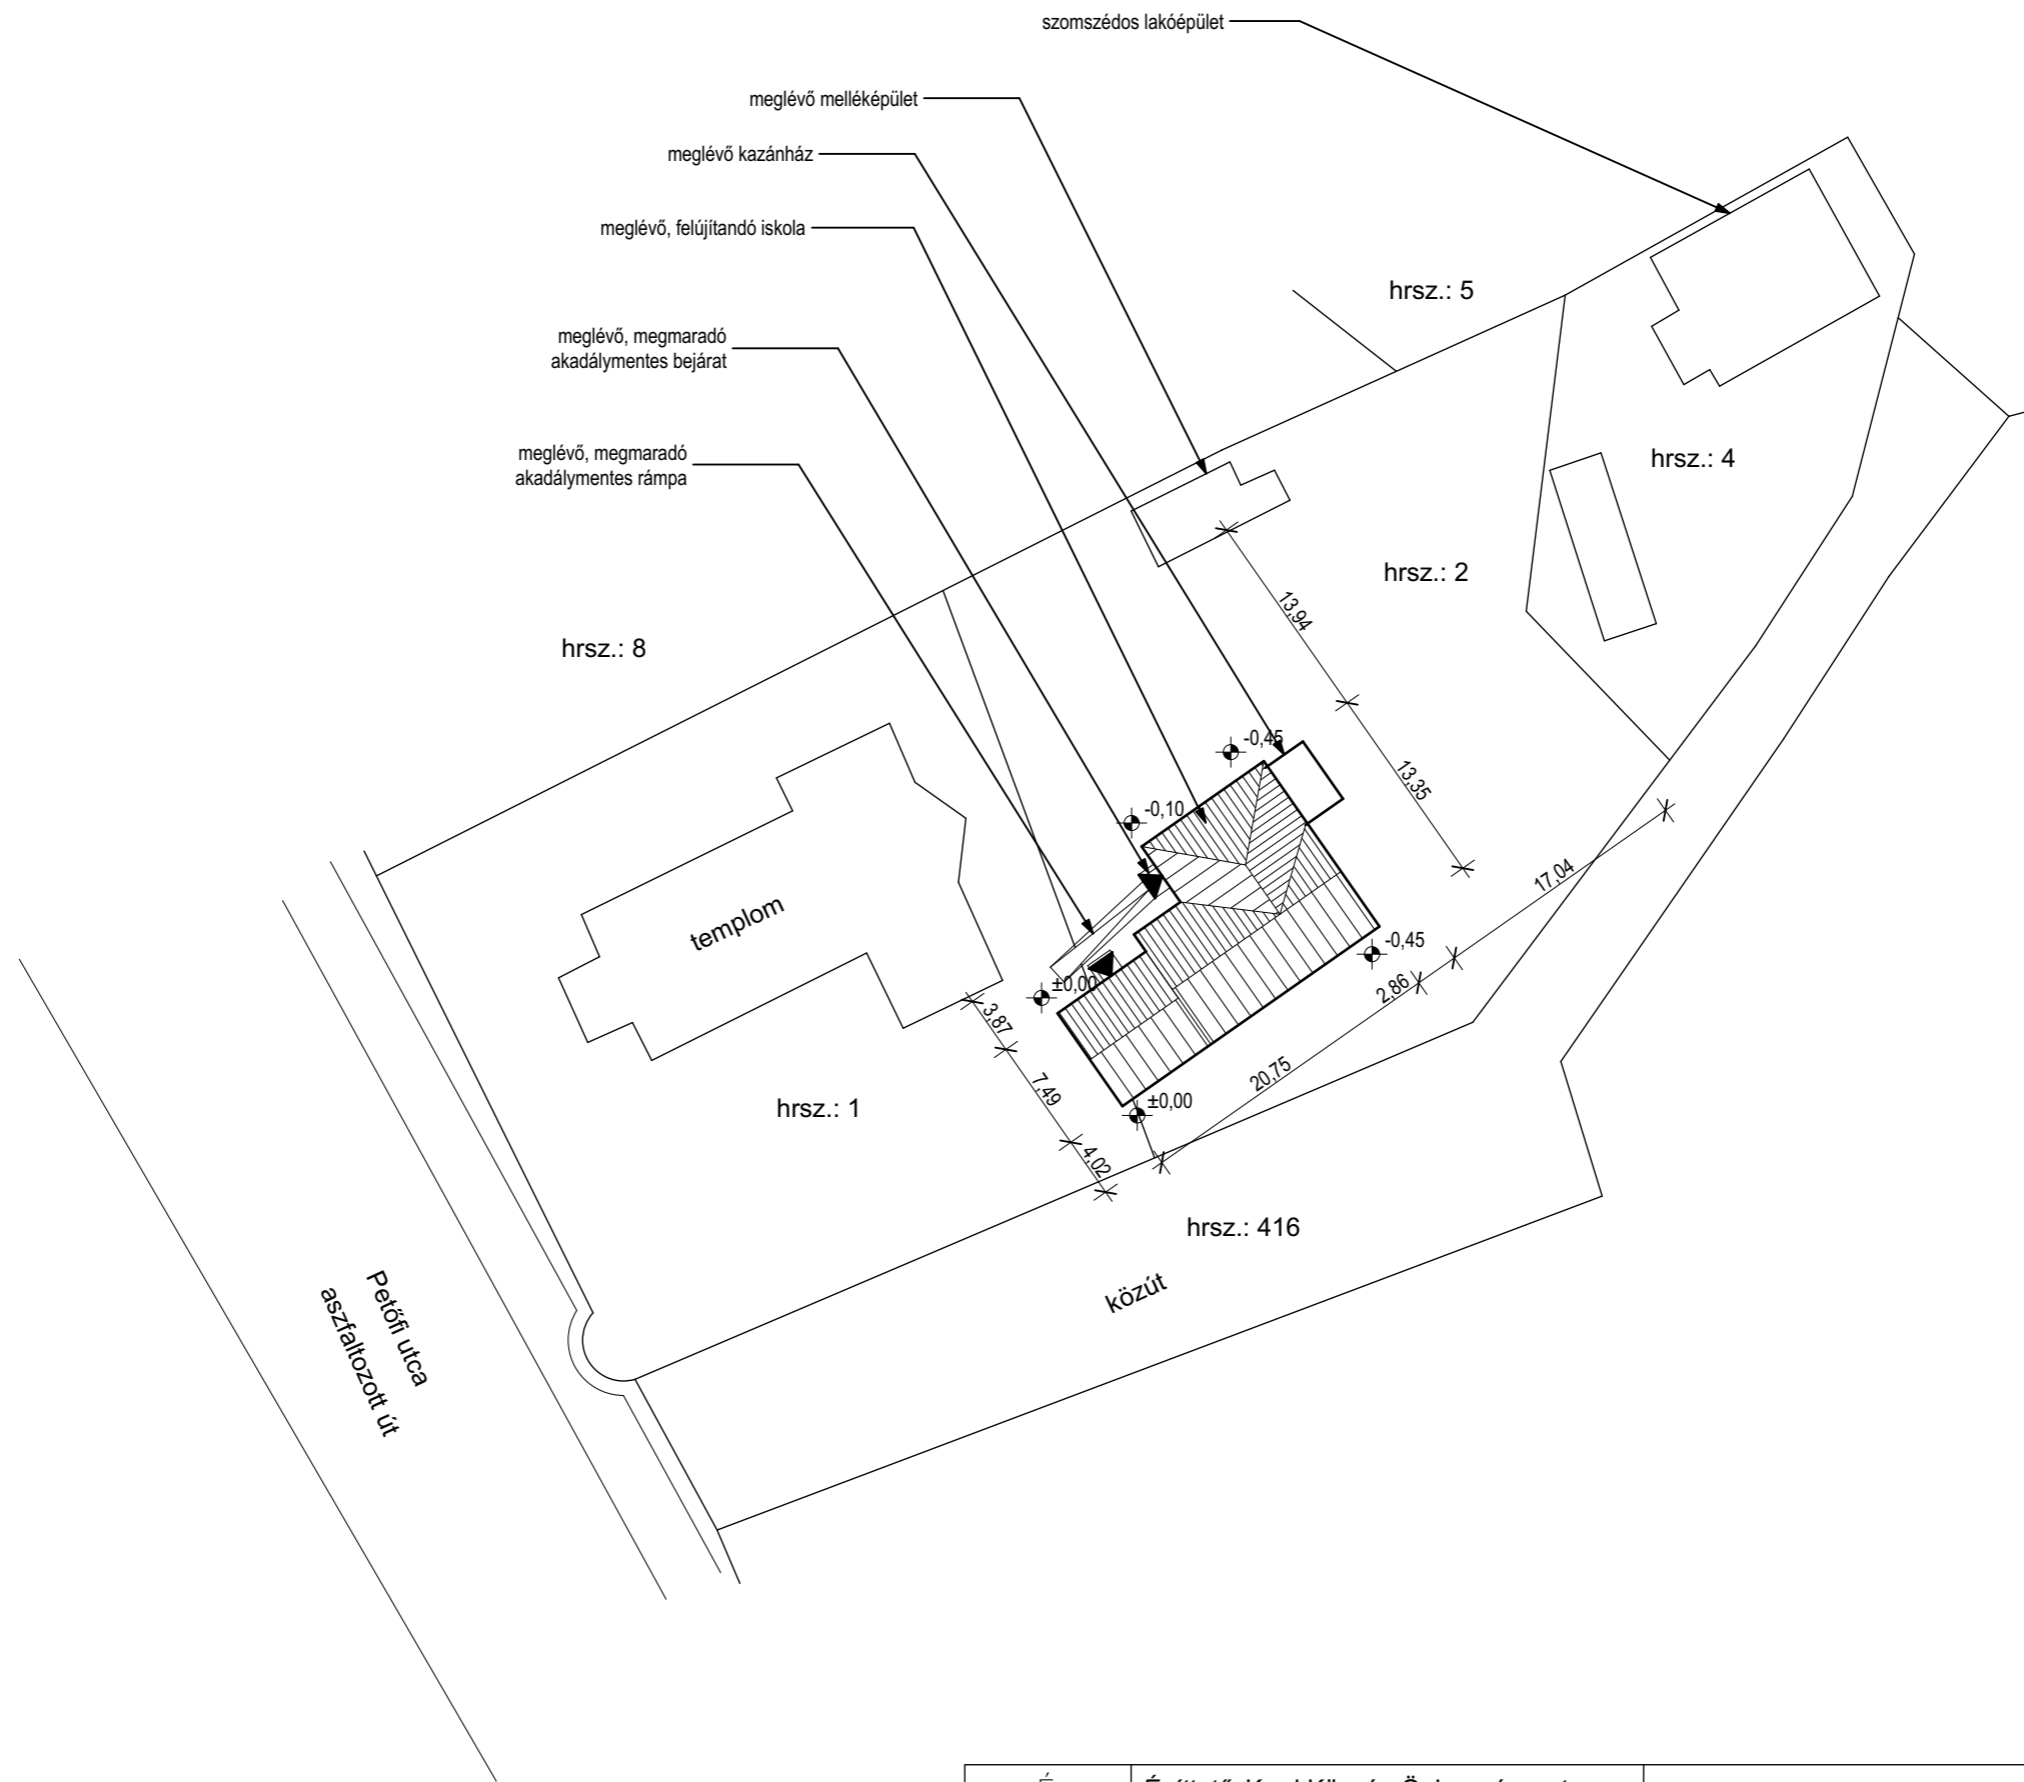 szomszédos lakóépület
meglévő melléképület
meglévő kazánház
meglévő, felújítandó iskola
hrsz.: 5
meglévő, megmaradó
akadálymentes bejárat
meglévő, megmaradó
akadálymentes rámpa
hrsz.: 4
hrsz.: 2
13,94
hrsz.: 8
-0,45
13,35
-0,10
17,04
templom
-0,45
±0,00
2,86
3,87
20,75
7,49
±0,00
hrsz.: 1
4,02
hrsz.: 416
közút
Petőfi utca
aszfaltozott út